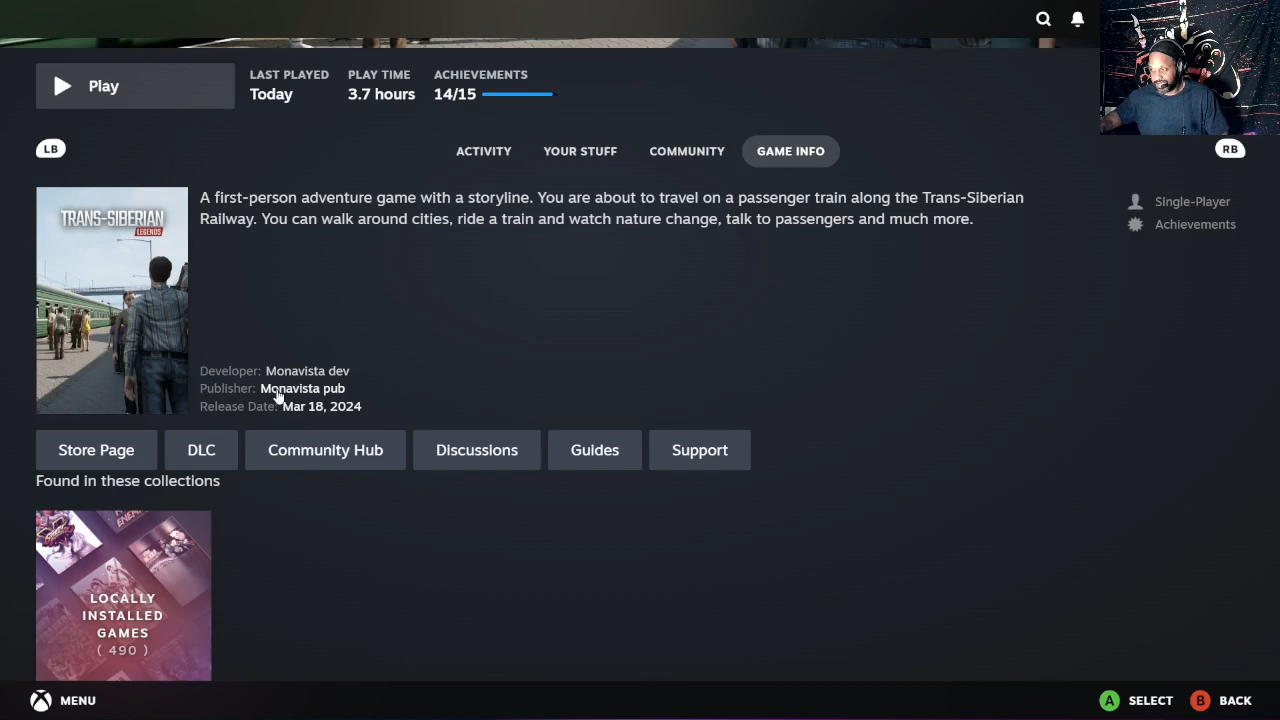 Play
LAST PLAYED
Today
PLAY TIME
3.7 hours
ACHIEVEMENTS
14/15
LB
ACTIVITY
YOUR STUFF
COMMUNITY
GAME INFO
RB
TRANS-SIBERIAN
LEGENDS
A first-person adventure game with a storyline. You are about to travel on a passenger train along the Trans-Siberian
Railway. You can walk around cities, ride a train and watch nature change, talk to passengers and much more.
Single-Player
Achievements
Developer: Monavista dev
Publisher: Monavista pub
Release Date: Mar 18, 2024
Store Page
DLC
Community Hub
Discussions
Guides
Support
Found in these collections
LOCALLY
INSTALLED
GAMES
( 490 )
MENU
A SELECT
B BACK